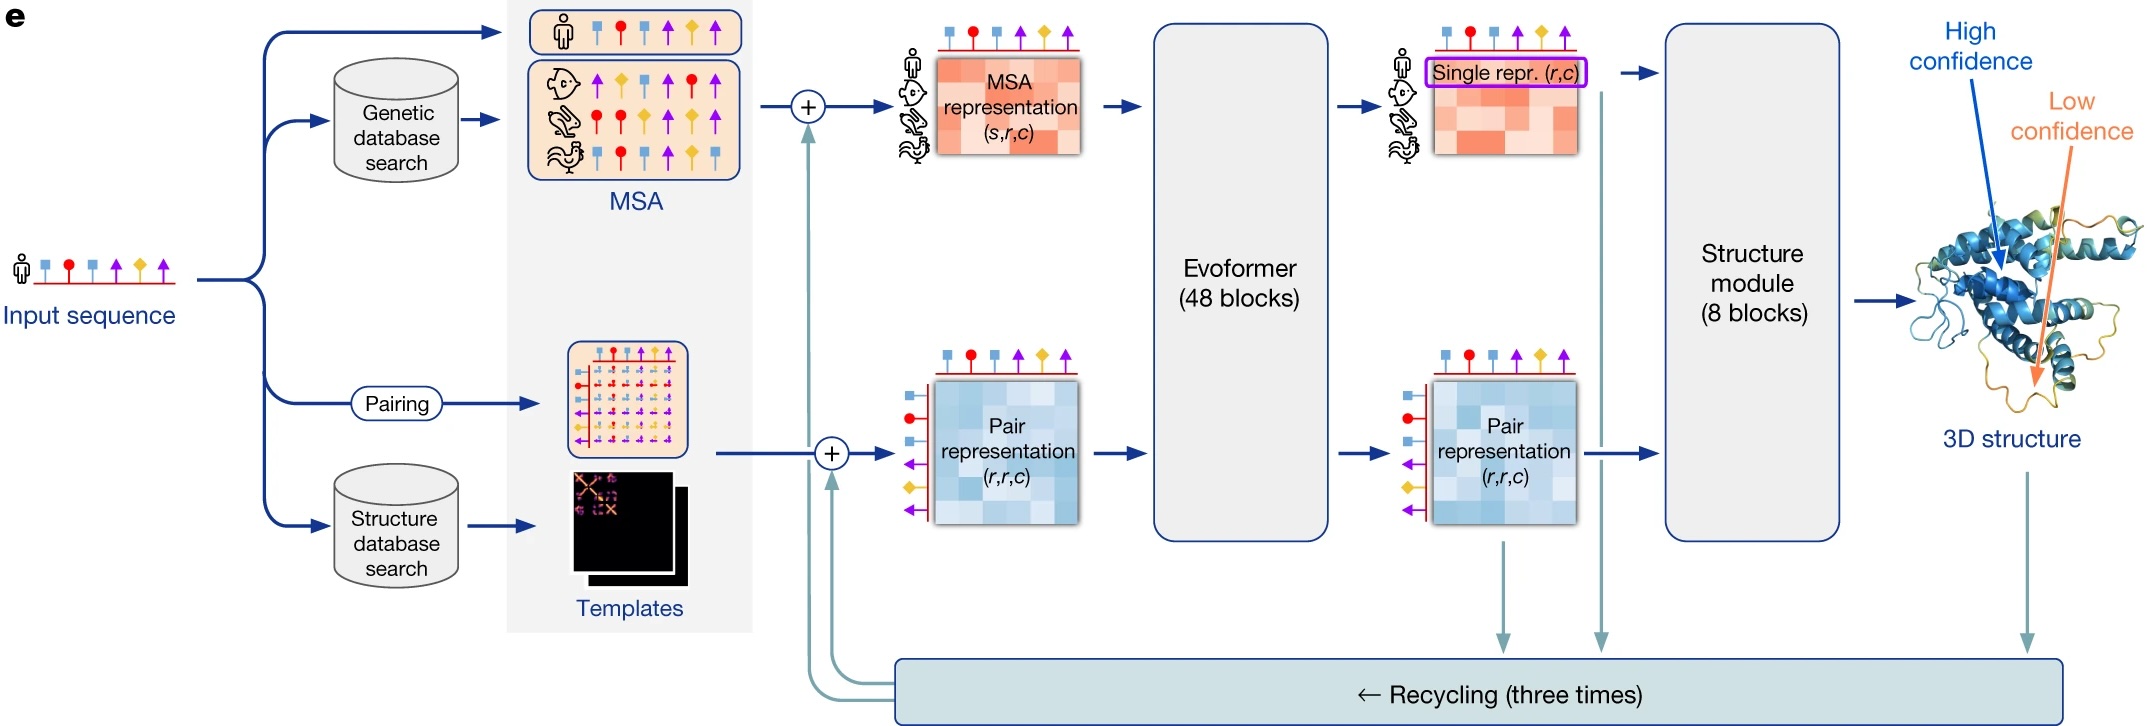 e
Genetic
database
search
MSA
Input sequence
Pairing
Structure
database
search
Templates
+
+
MSA
representation
(s,r,c)
Pair
representation
(r,r,c)
Evoformer
(48 blocks)
Single repr. (r,c)
Pair
representation
(r,r,c)
Structure
module
(8 blocks)
High
confidence
Low
confidence
3D structure
← Recycling (three times)